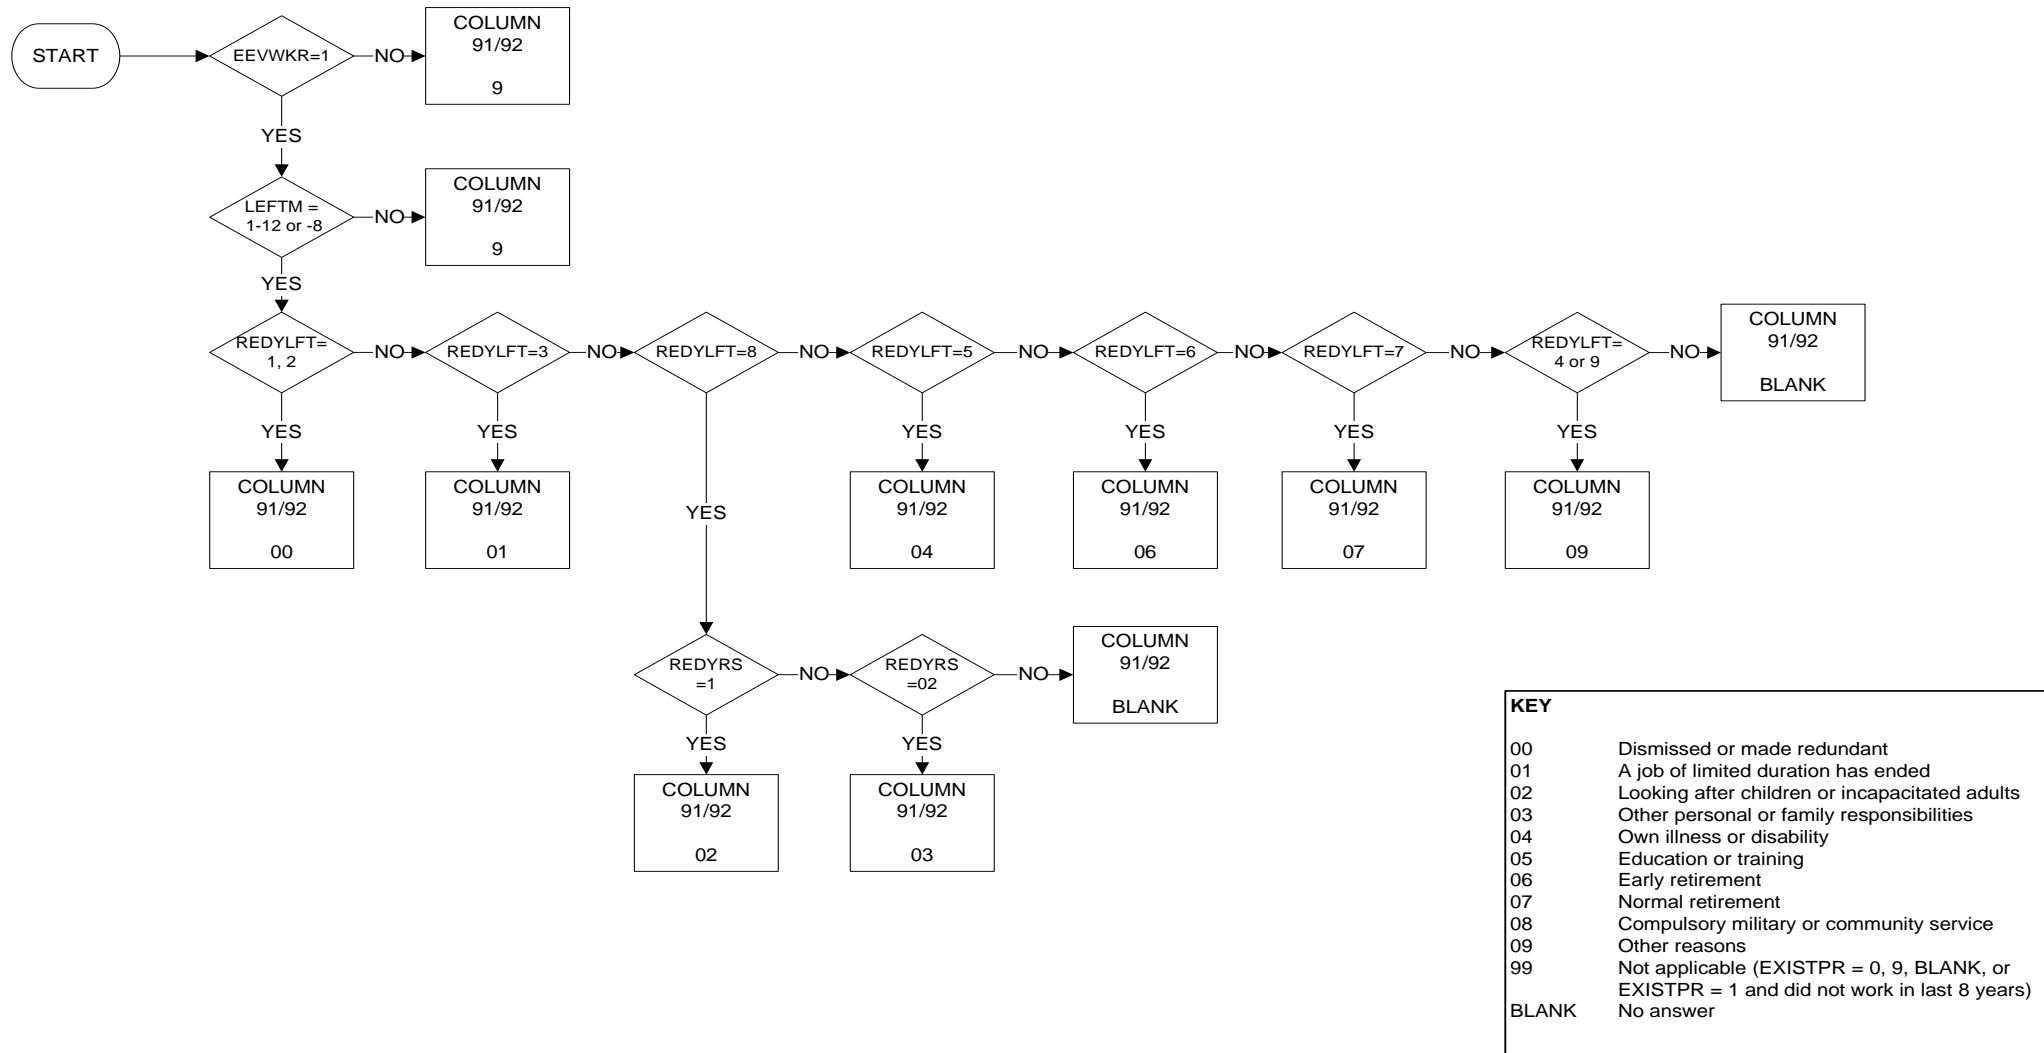 START
EEVWKR=1
NO
COLUMN
91/92
9
YES
LEFTM =
1-12 or -8
NO
COLUMN
91/92
9
YES
REDYLFT=
1, 2
NO
REDYLFT=3
NO
REDYLFT=8
NO
REDYLFT=5
NO
REDYLFT=6
NO
REDYLFT=7
NO
REDYLFT=
4 or 9
NO
COLUMN
91/92
BLANK
YES
COLUMN
91/92
00
YES
COLUMN
91/92
01
YES
YES
COLUMN
91/92
04
YES
COLUMN
91/92
06
YES
COLUMN
91/92
07
YES
COLUMN
91/92
09
REDYRS
=1
NO
REDYRS
=02
NO
COLUMN
91/92
BLANK
YES
COLUMN
91/92
02
YES
COLUMN
91/92
03
KEY
00 Dismissed or made redundant
01 A job of limited duration has ended
02 Looking after children or incapacitated adults
03 Other personal or family responsibilities
04 Own illness or disability
05 Education or training
06 Early retirement
07 Normal retirement
08 Compulsory military or community service
09 Other reasons
99 Not applicable (EXISTPR = 0, 9, BLANK, or
EXISTPR = 1 and did not work in last 8 years)
BLANK No answer